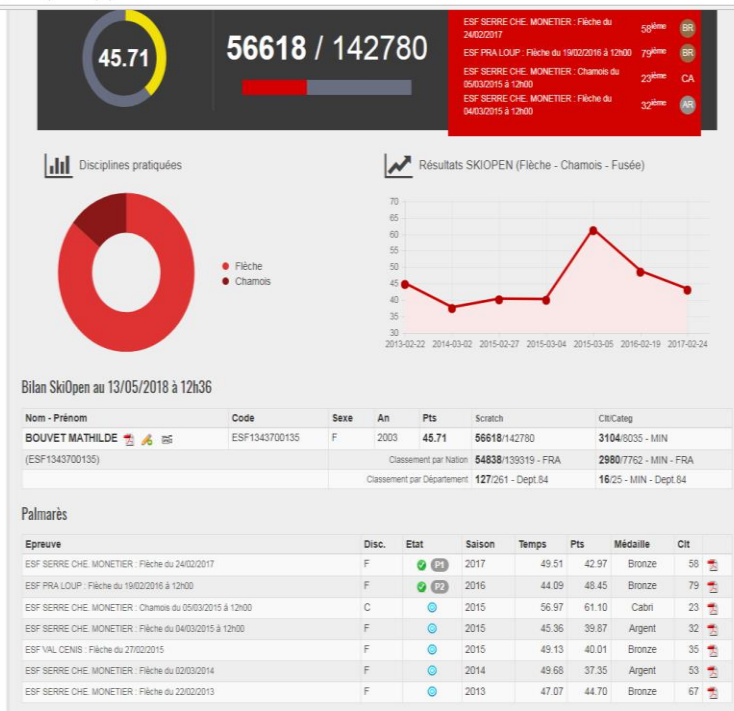 45.71
56618 / 142780
ESF SERRE CHE. MONETIER : Flèche du 24/02/2017 58ième BR
ESF PRA LOUP : Flèche du 19/02/2016 à 12h00 79ième BR
ESF SERRE CHE. MONETIER : Chamois du 05/03/2015 à 12h00 23ième CA
ESF SERRE CHE. MONETIER : Flèche du 04/03/2015 à 12h00 32ième AR
Disciplines pratiquées
Flèche
Chamois
Résultats SKIOPEN (Flèche - Chamois - Fusée)
70
65
60
55
50
45
40
35
30
2013-02-22 2014-03-02 2015-02-27 2015-03-04 2015-03-05 2016-02-19 2017-02-24
Bilan SkiOpen au 13/05/2018 à 12h36
Nom - Prénom Code Sexe An Pts Scratch Clt/Categ
BOUVET MATHILDE ESF1343700135 F 2003 45.71 56618/142780 3104/8035 - MIN
(ESF1343700135) Classement par Nation 54838/139319 - FRA 2980/7762 - MIN - FRA
Classement par Département 127/261 - Dept.84 16/25 - MIN - Dept.84
Palmarès
Epreuve Disc. Etat Saison Temps Pts Médaille Clt
ESF SERRE CHE. MONETIER : Flèche du 24/02/2017 F P1 2017 49.51 42.97 Bronze 58
ESF PRA LOUP : Flèche du 19/02/2016 à 12h00 F P2 2016 44.09 48.45 Bronze 79
ESF SERRE CHE. MONETIER : Chamois du 05/03/2015 à 12h00 C 2015 56.97 61.10 Cabri 23
ESF SERRE CHE. MONETIER : Flèche du 04/03/2015 à 12h00 F 2015 45.36 39.87 Argent 32
ESF VAL CENIS : Flèche du 27/02/2015 F 2015 49.13 40.01 Bronze 35
ESF SERRE CHE. MONETIER : Flèche du 02/03/2014 F 2014 49.68 37.35 Argent 53
ESF SERRE CHE. MONETIER : Flèche du 22/02/2013 F 2013 47.07 44.70 Bronze 67